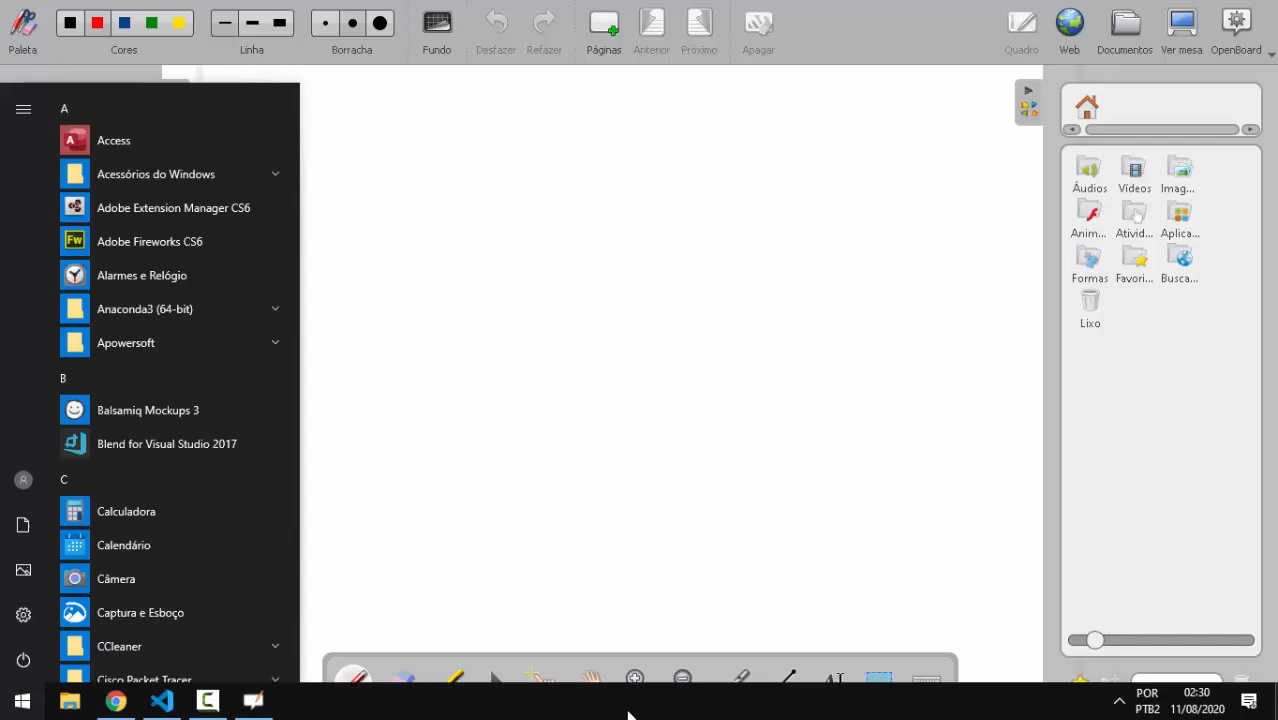 Paleta
Cores
Linha
Borracha
Fundo
Desfazer
Refazer
Páginas
Anterior
Próximo
Apagar
Quadro
Web
Documentos
Ver mesa
OpenBoard
A
Access
Acessórios do Windows
Adobe Extension Manager CS6
Fw
Adobe Fireworks CS6
Alarmes e Relógio
Anaconda3 (64-bit)
Apowersoft
B
Balsamiq Mockups 3
Blend for Visual Studio 2017
C
Calculadora
Calendário
Câmera
Captura e Esboço
CCleaner
Cisco Packet Tracer
Áudios
Vídeos
Imag...
Anim...
Ativid...
Aplica...
Formas
Favori...
Busca...
Lixo
POR
PTB2
02:30
11/08/2020